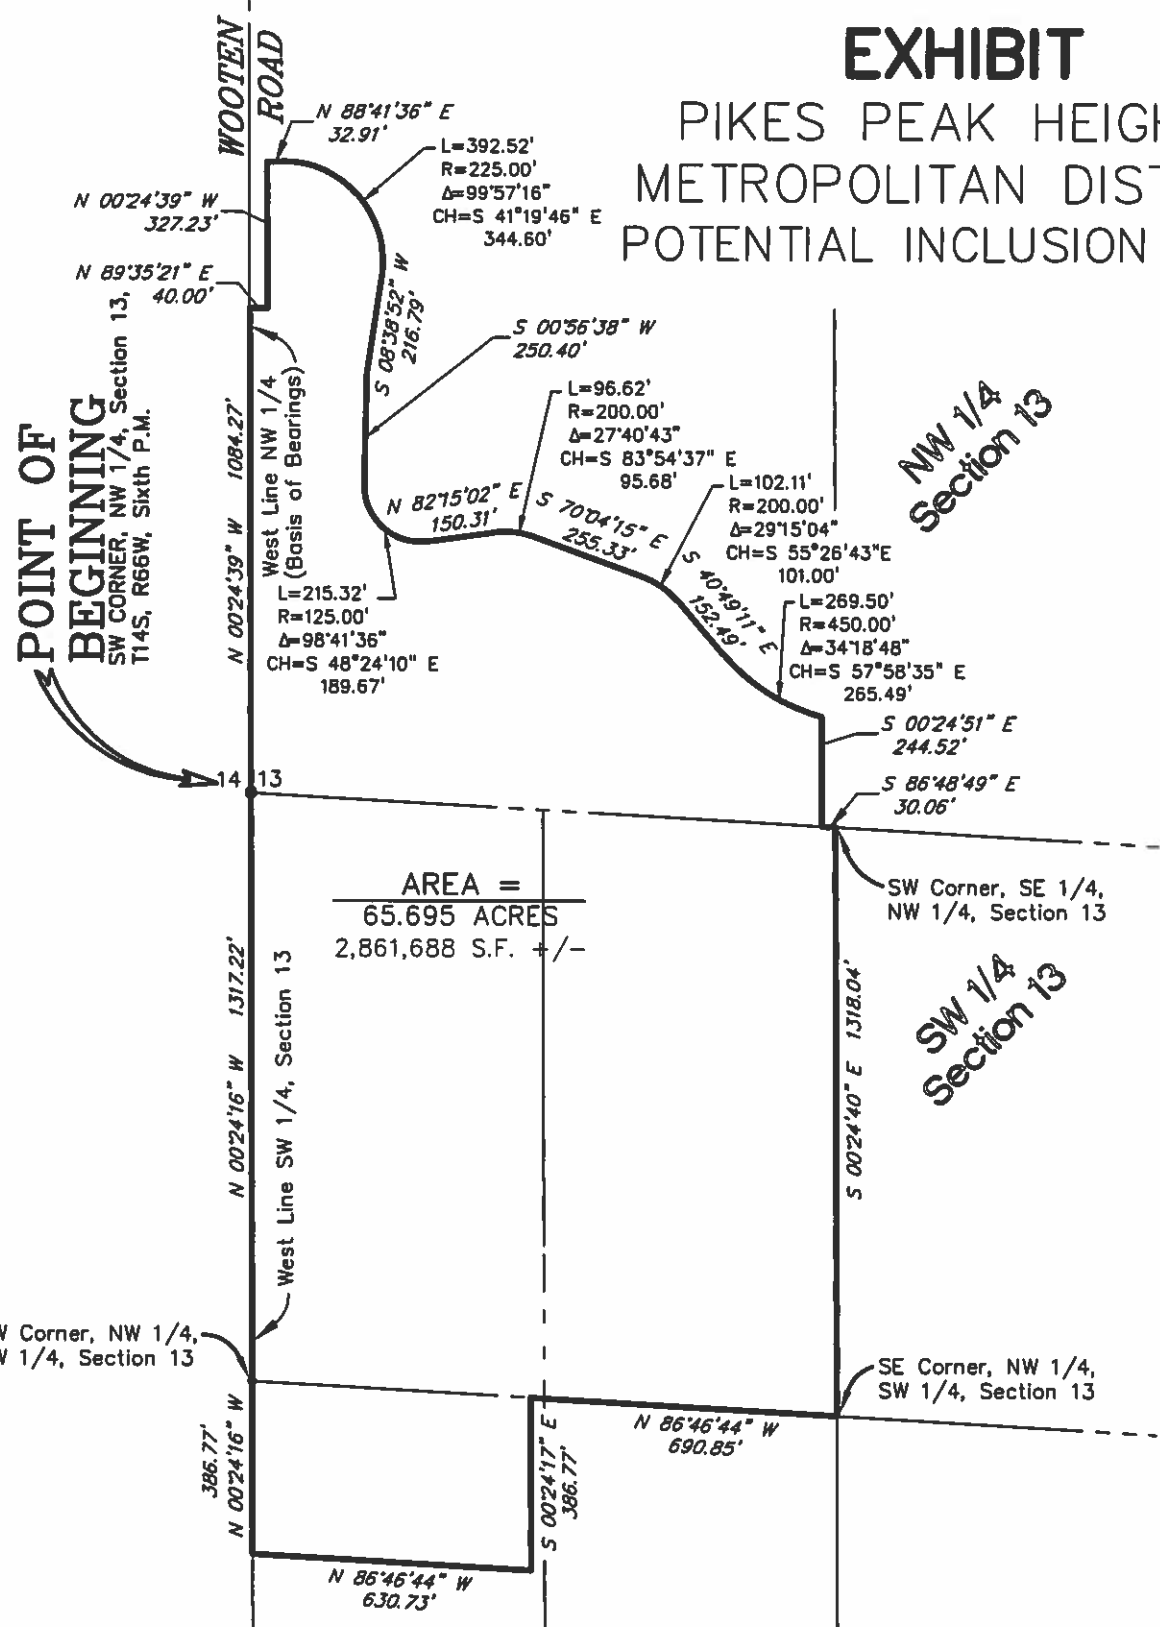 EXHIBIT
PIKES PEAK HEIGH
METROPOLITAN DIST
POTENTIAL INCLUSION
WOOTEN
ROAD
N 88°41'36" E
32.91'
L=392.52'
R=225.00'
Δ=99°57'16"
CH=S 41°19'46" E
344.60'
N 00°24'39" W
327.23'
N 89°35'21" E
40.00'
S 08°38'52" W
216.79'
S 00°56'38" W
250.40'
L=96.62'
R=200.00'
Δ=27°40'43"
CH=S 83°54'37" E
95.68'
NW 1/4
Section 13
POINT OF
BEGINNING
SW CORNER, NW 1/4, Section 13,
T14S, R66W, Sixth P.M.
N 00°24'39" W 1084.27'
West Line NW 1/4
(Basis of Bearings)
N 82°15'02" E
150.31'
S 70°04'15" E
255.33'
L=102.11'
R=200.00'
Δ=29°15'04"
CH=S 55°26'43"E
101.00'
L=215.32'
R=125.00'
Δ=98°41'36"
CH=S 48°24'10" E
189.67'
S 40°49'11" E
152.49'
L=269.50'
R=450.00'
Δ=34°18'48"
CH=S 57°58'35" E
265.49'
S 00°24'51" E
244.52'
14 13
S 86°48'49" E
30.06'
AREA =
65.695 ACRES
2,861,688 S.F. +/-
SW Corner, SE 1/4,
NW 1/4, Section 13
N 00°24'16" W 1317.22'
West Line SW 1/4, Section 13
S 00°24'40" E 1318.04'
SW 1/4
Section 13
W Corner, NW 1/4,
W 1/4, Section 13
SE Corner, NW 1/4,
SW 1/4, Section 13
386.77'
N 00°24'16" W
S 00°24'17" E
386.77'
N 86°46'44" W
690.85'
N 86°46'44" W
630.73'